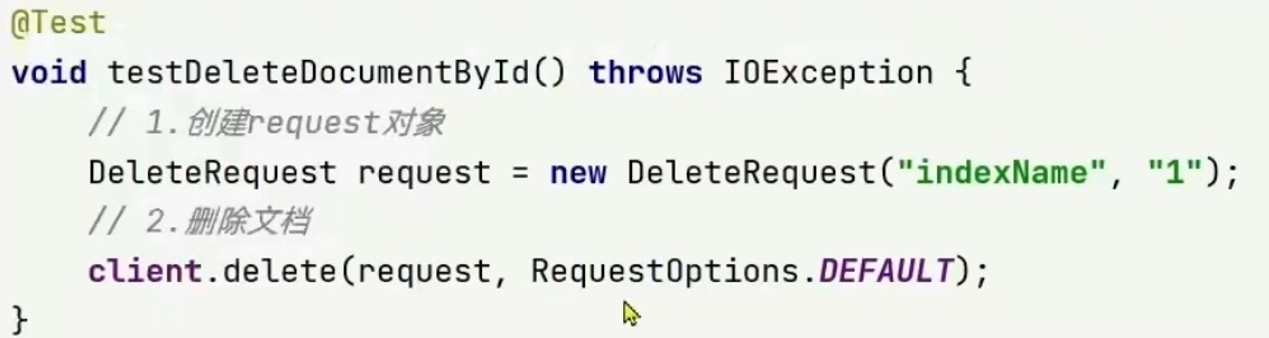 @Test
void testDeleteDocumentById() throws IOException {
    // 1.创建request对象
    DeleteRequest request = new DeleteRequest("indexName", "1");
    // 2.删除文档
    client.delete(request, RequestOptions.DEFAULT);
}